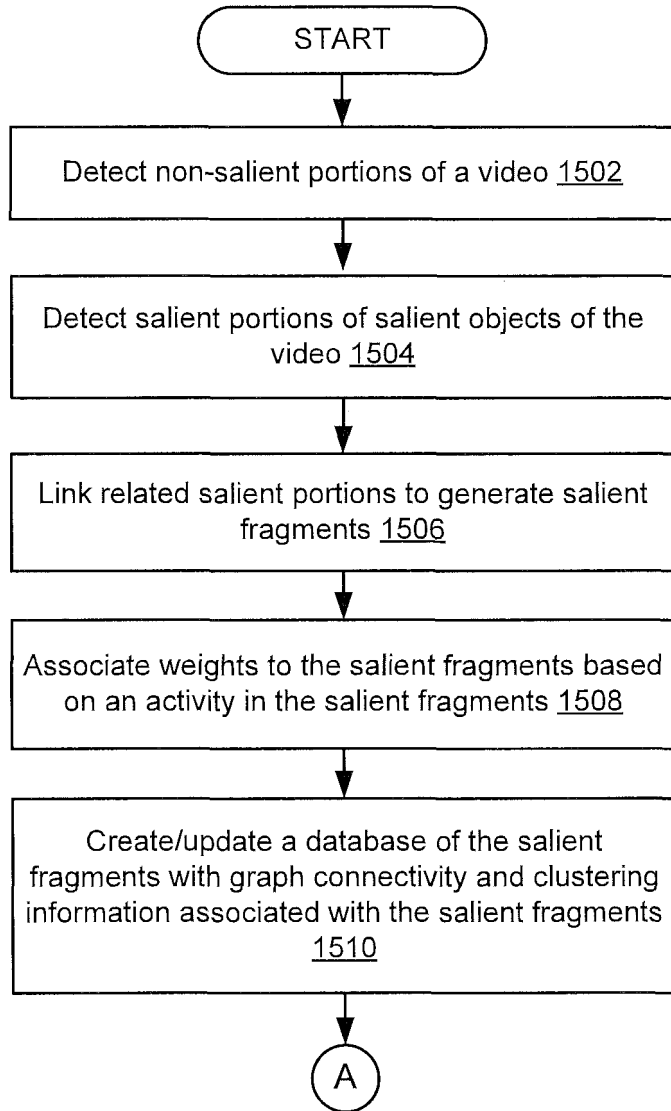 START
Detect non-salient portions of a video 1502
Detect salient portions of salient objects of the
video 1504
Link related salient portions to generate salient
fragments 1506
Associate weights to the salient fragments based
on an activity in the salient fragments 1508
Create/update a database of the salient
fragments with graph connectivity and clustering
information associated with the salient fragments
1510
A